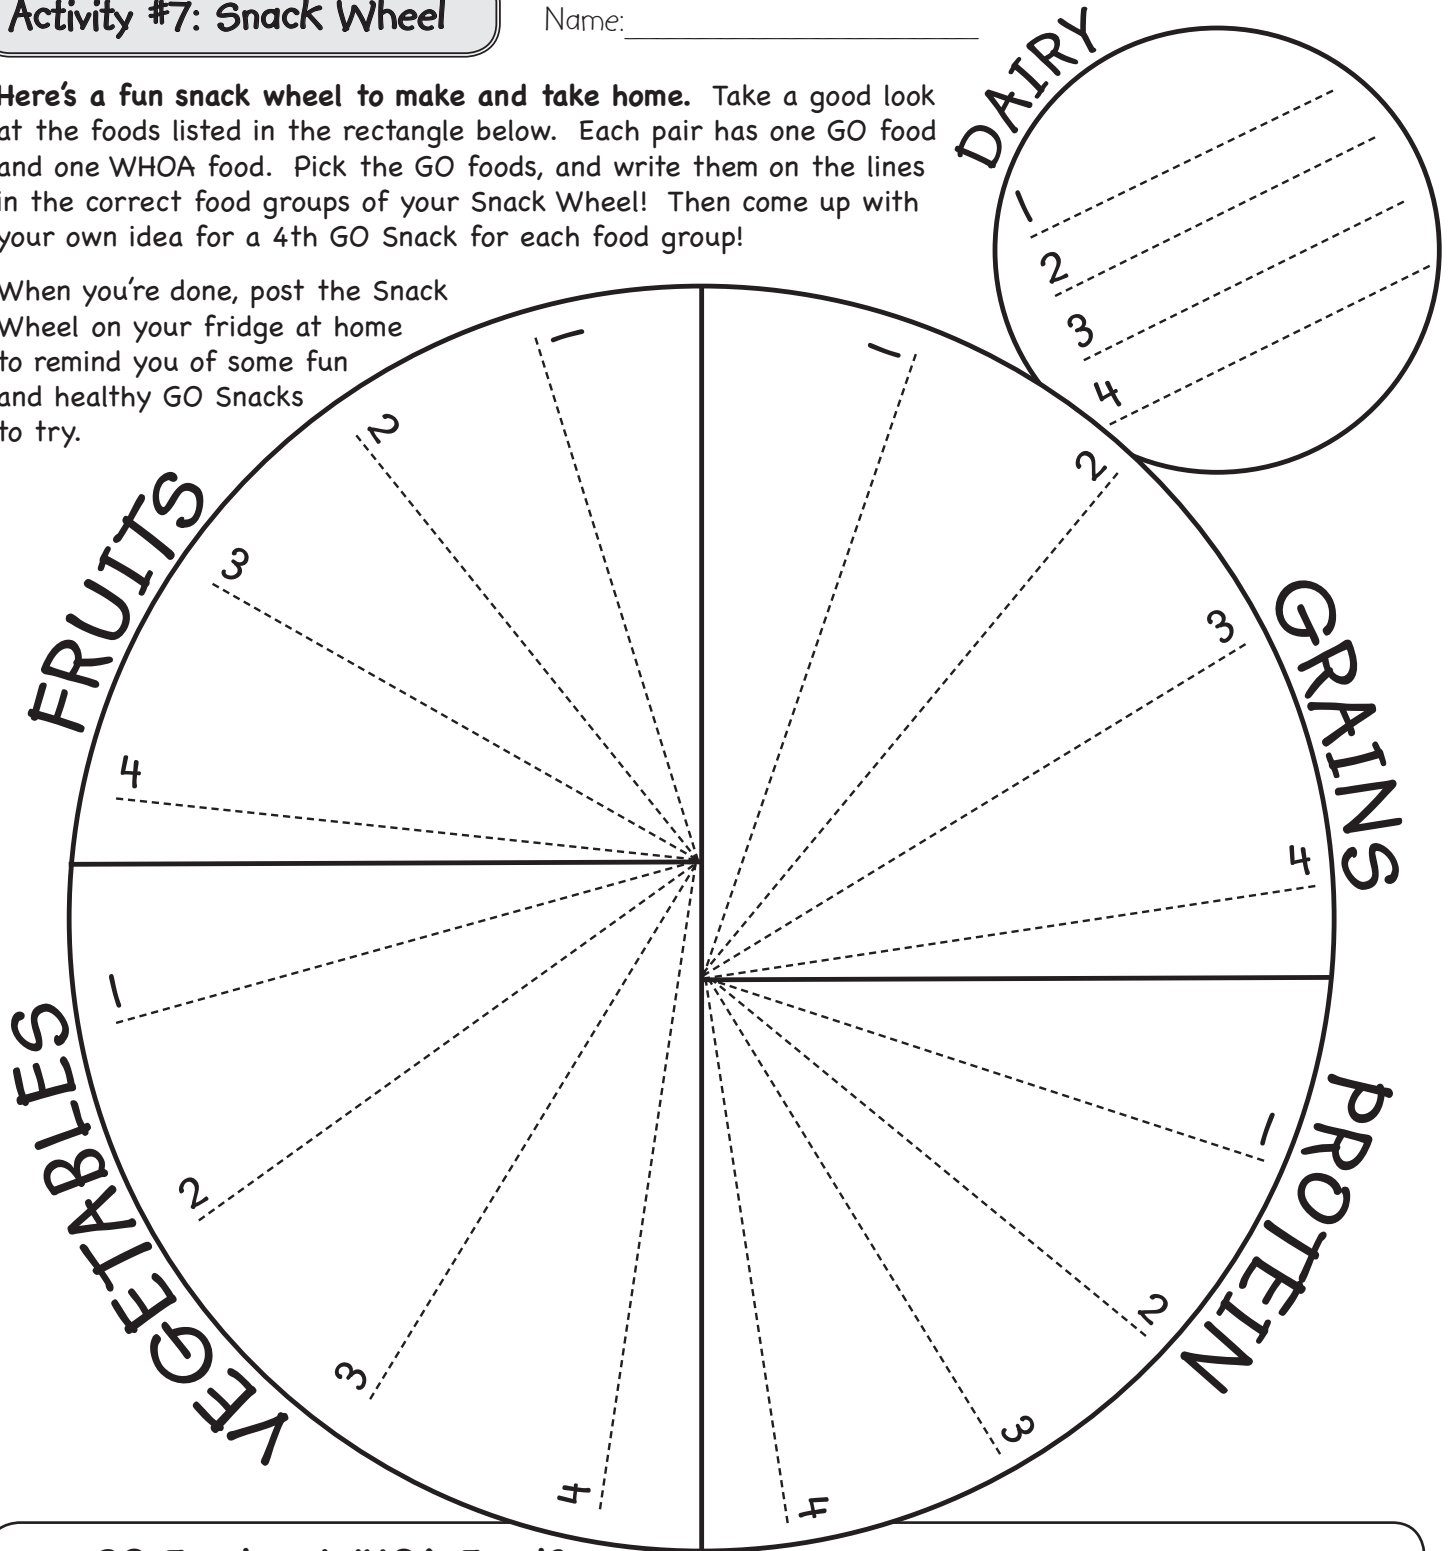 Activity #7: Snack Wheel
Name:
Here's a fun snack wheel to make and take home. Take a good look
at the foods listed in the rectangle below. Each pair has one GO food
and one WHOA food. Pick the GO foods, and write them on the lines
in the correct food groups of your Snack Wheel! Then come up with
your own idea for a 4th GO Snack for each food group!
When you're done, post the Snack
Wheel on your fridge at home
to remind you of some fun
and healthy GO Snacks
to try.
DAIRY
1
2
3
4
FRUITS
1
2
3
4
GRAINS
1
2
3
4
VEGETABLES
1
2
3
4
PROTEIN
1
2
3
4